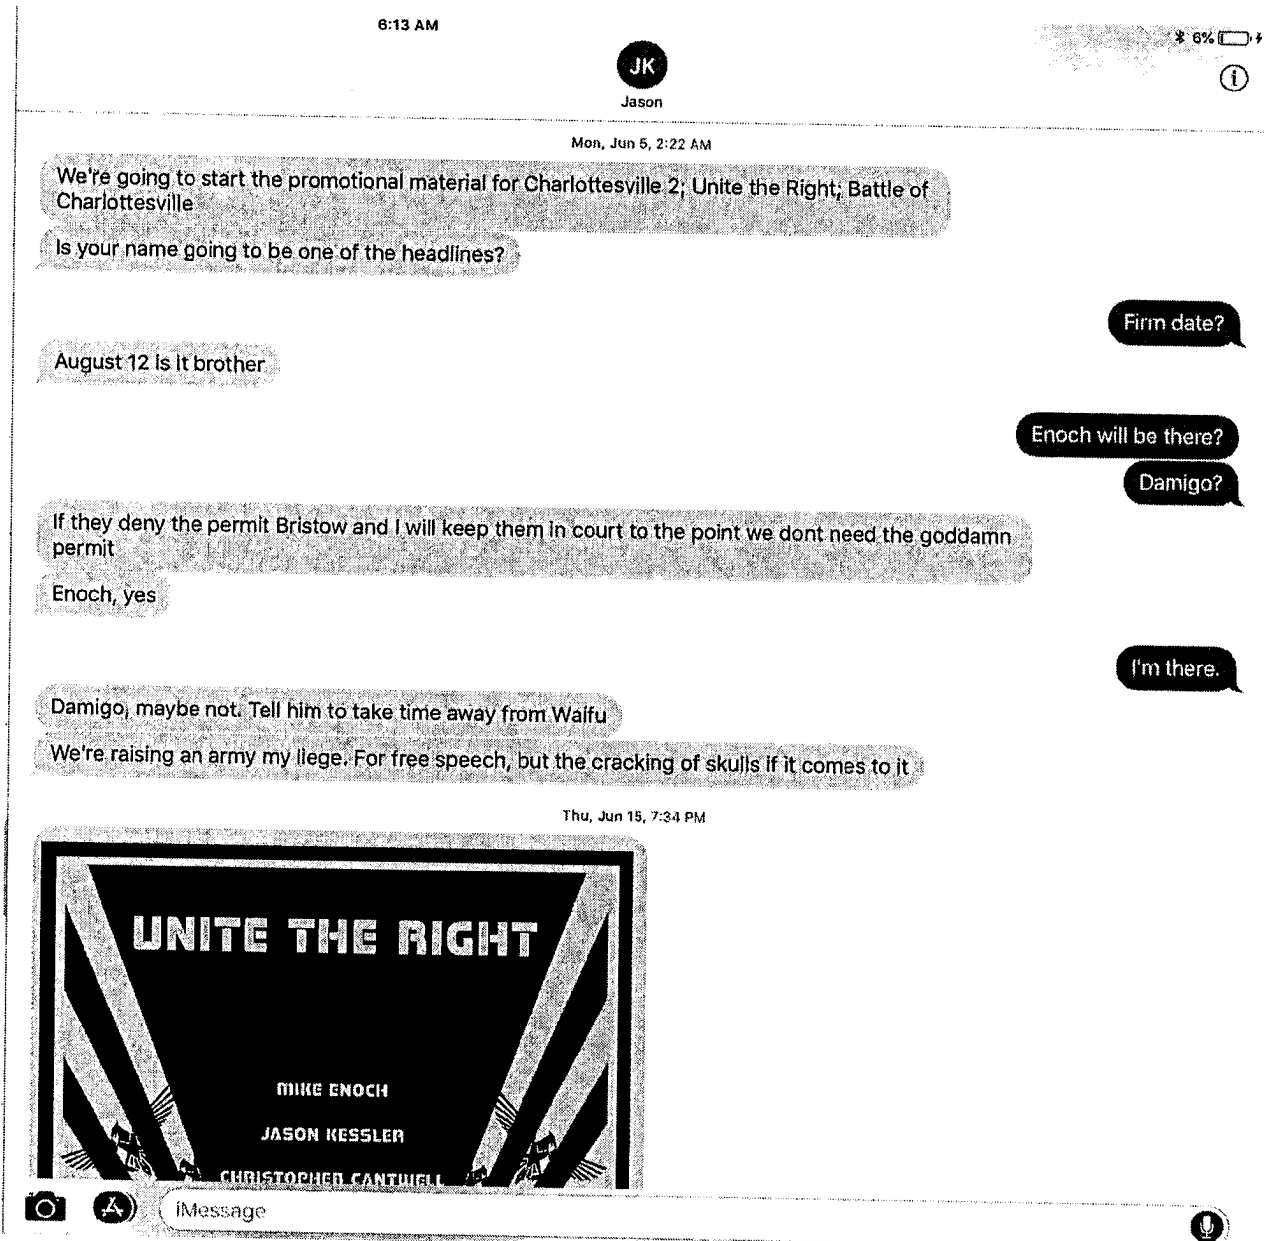 6:13 AM
6%
JK
Jason
Mon, Jun 5, 2:22 AM
We're going to start the promotional material for Charlottesville 2; Unite the Right; Battle of
Charlottesville
Is your name going to be one of the headlines?
Firm date?
August 12 is it brother
Enoch will be there?
Damigo?
If they deny the permit Bristow and I will keep them in court to the point we dont need the goddamn
permit
Enoch, yes
I'm there.
Damigo, maybe not. Tell him to take time away from Waifu
We're raising an army my liege. For free speech, but the cracking of skulls if it comes to it
Thu, Jun 15, 7:34 PM
UNITE THE RIGHT
MIKE ENOCH
JASON KESSLER
CHRISTOPHER CANTWELL
iMessage